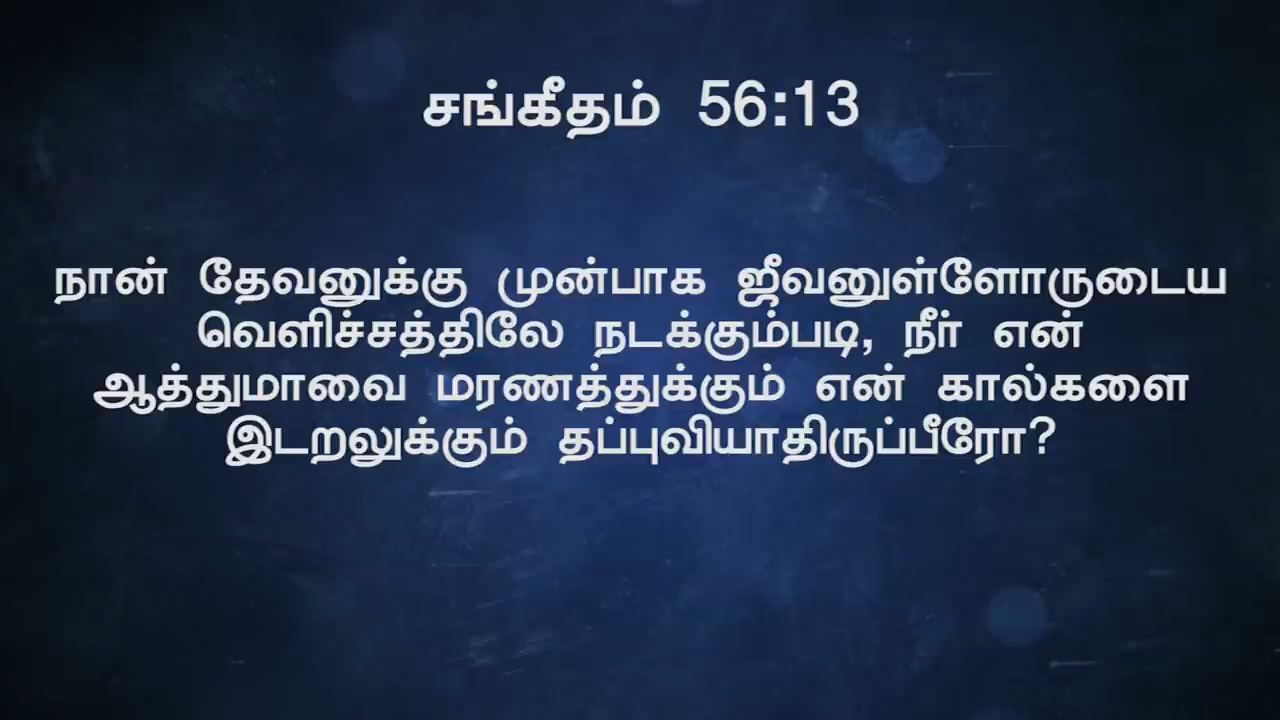 சங்கீதம் 56:13
நான் தேவனுக்கு முன்பாக ஜீவனுள்ளோருடைய
வெளிச்சத்திலே நடக்கும்படி, நீர் என்
ஆத்துமாவை மரணத்துக்கும் என் கால்களை
இடறலுக்கும் தப்புவியாதிருப்பீரோ?